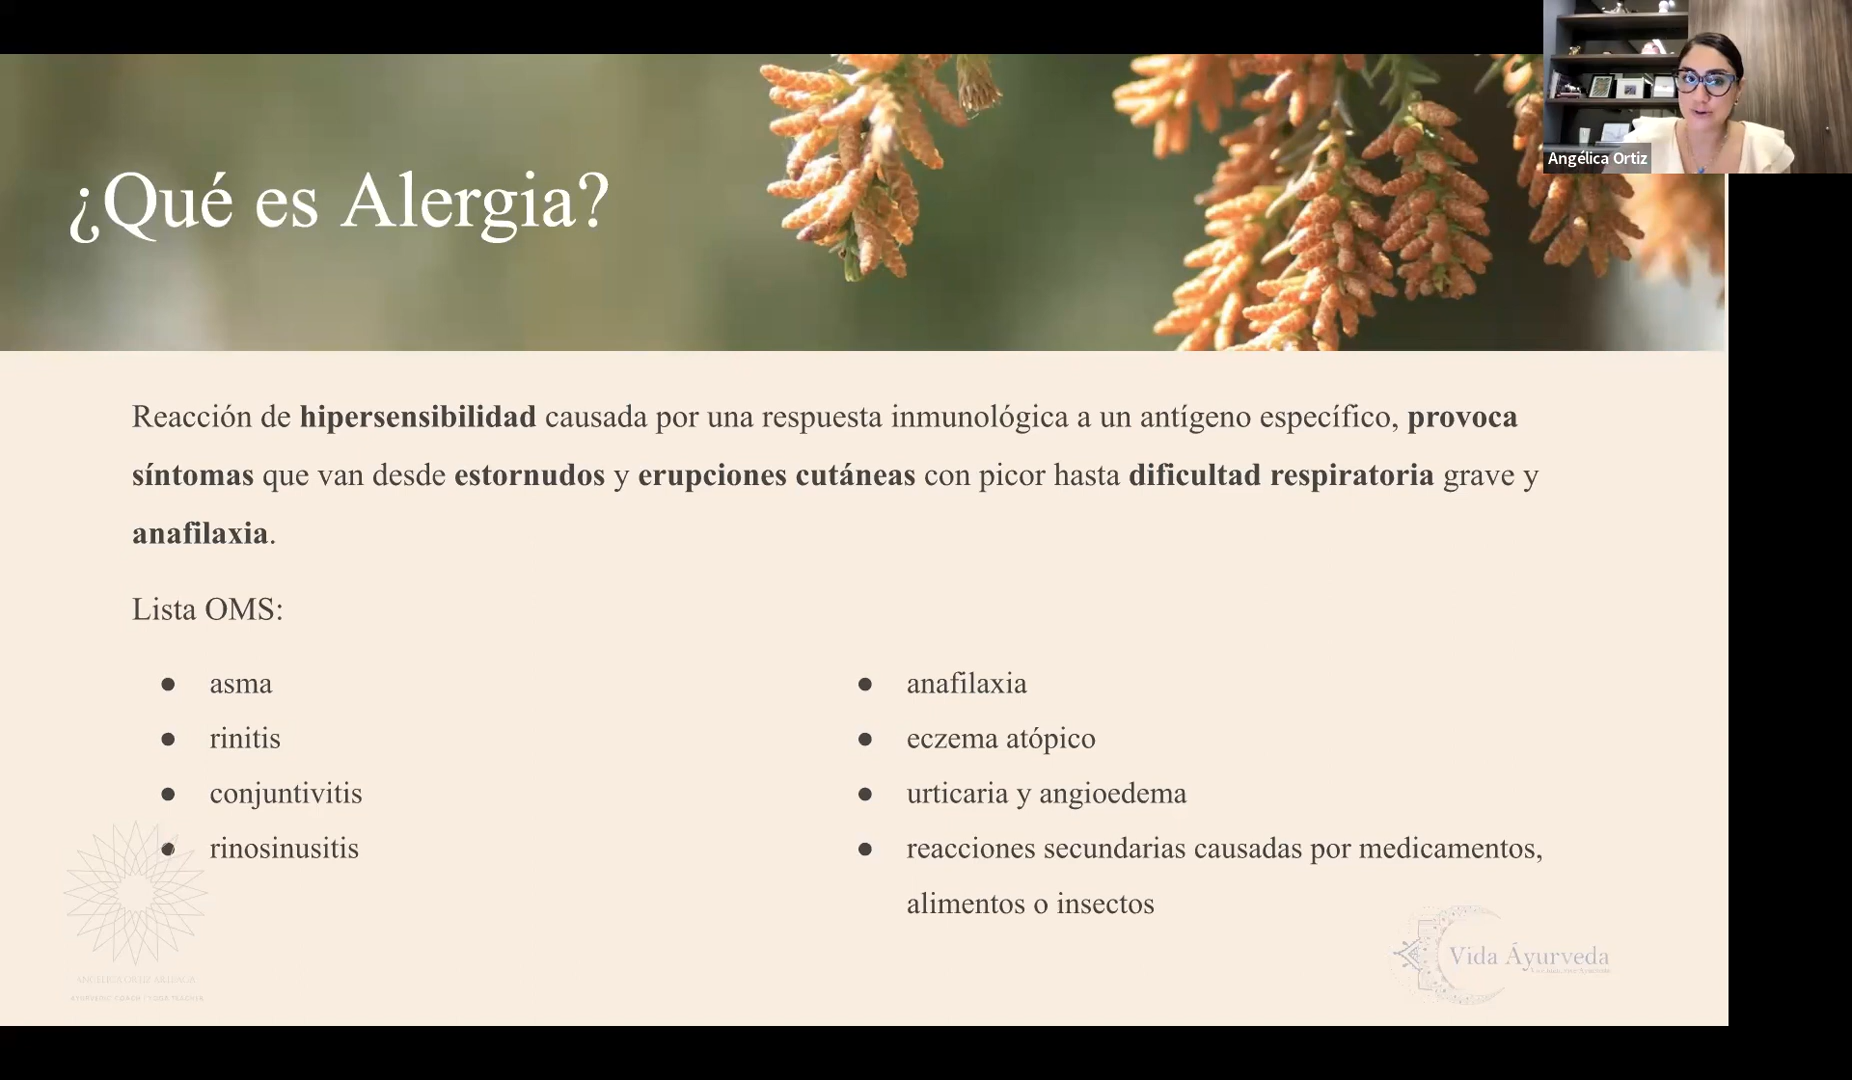 Angélica Ortiz
¿Qué es Alergia?
Reacción de hipersensibilidad causada por una respuesta inmunológica a un antígeno específico, provoca
síntomas que van desde estornudos y erupciones cutáneas con picor hasta dificultad respiratoria grave y
anafilaxia.
Lista OMS:
● asma
● rinitis
● conjuntivitis
● rinosinusitis
● anafilaxia
● eczema atópico
● urticaria y angioedema
● reacciones secundarias causadas por medicamentos,
alimentos o insectos
Vida Áyurveda